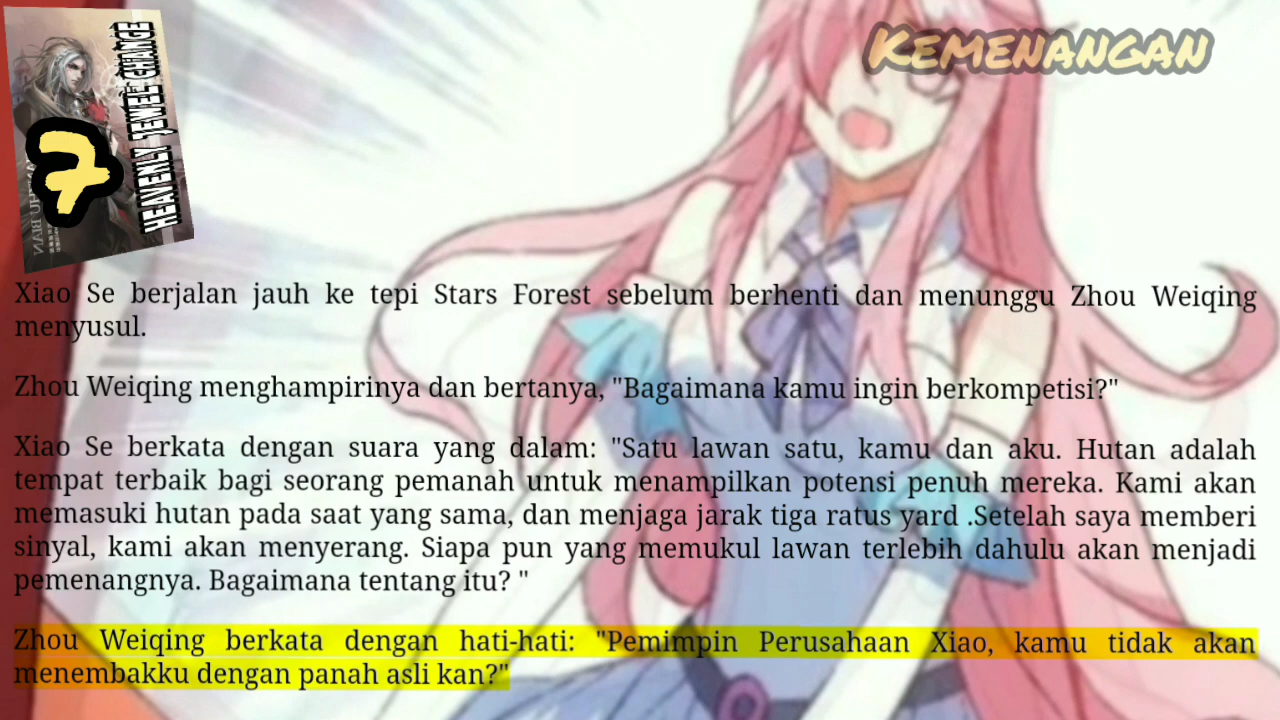 Kemenangan
HEAVENLY JEWEL CHANGE
7
Xiao Se berjalan jauh ke tepi Stars Forest sebelum berhenti dan menunggu Zhou Weiqing
menyusul.
Zhou Weiqing menghampirinya dan bertanya, "Bagaimana kamu ingin berkompetisi?"
Xiao Se berkata dengan suara yang dalam: "Satu lawan satu, kamu dan aku. Hutan adalah
tempat terbaik bagi seorang pemanah untuk menampilkan potensi penuh mereka. Kami akan
memasuki hutan pada saat yang sama, dan menjaga jarak tiga ratus yard .Setelah saya memberi
sinyal, kami akan menyerang. Siapa pun yang memukul lawan terlebih dahulu akan menjadi
pemenangnya. Bagaimana tentang itu? "
Zhou Weiqing berkata dengan hati-hati: "Pemimpin Perusahaan Xiao, kamu tidak akan
menembakku dengan panah asli kan?"